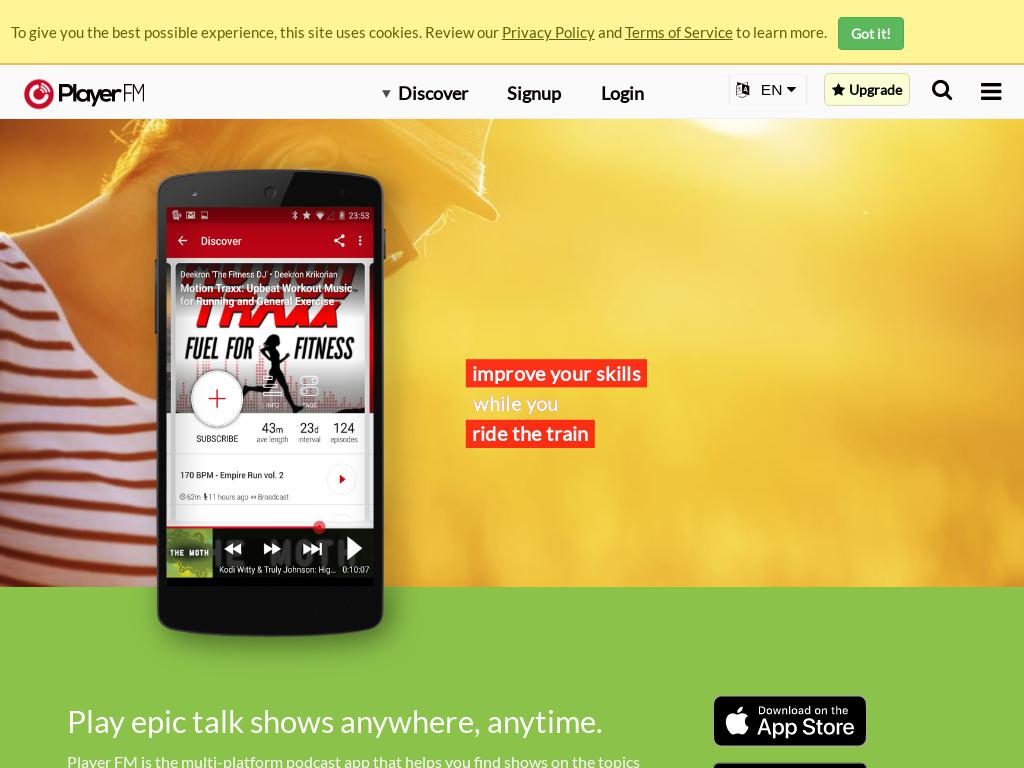 To give you the best possible experience, this site uses cookies. Review our Privacy Policy and Terms of Service to learn more. Got it!
Player FM
▼ Discover Signup Login EN Upgrade
23:53
Discover
Deekron 'The Fitness DJ' • Deekron Krikorian
Motion Traxx: Upbeat Workout Music
for Running and General Exercise
TRAXX
FUEL FOR FITNESS
INFO TAGS
SUBSCRIBE
43m 23d 124
ave length interval episodes
170 BPM - Empire Run vol. 2
62m 11 hours ago Broadcast
THE MOTH
Kodi Witty & Truly Johnson: Hig... 0:10:07
improve your skills
while you
ride the train
Play epic talk shows anywhere, anytime.
Download on the
App Store
Player FM is the multi-platform podcast app that helps you find shows on the topics